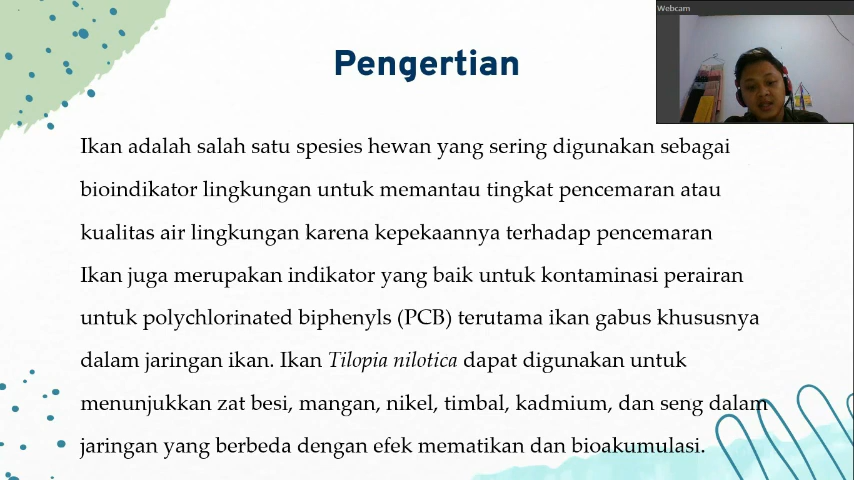 Webcam
Pengertian
Ikan adalah salah satu spesies hewan yang sering digunakan sebagai
bioindikator lingkungan untuk memantau tingkat pencemaran atau
kualitas air lingkungan karena kepekaannya terhadap pencemaran
Ikan juga merupakan indikator yang baik untuk kontaminasi perairan
untuk polychlorinated biphenyls (PCB) terutama ikan gabus khususnya
dalam jaringan ikan. Ikan Tilopia nilotica dapat digunakan untuk
menunjukkan zat besi, mangan, nikel, timbal, kadmium, dan seng dalam
jaringan yang berbeda dengan efek mematikan dan bioakumulasi.